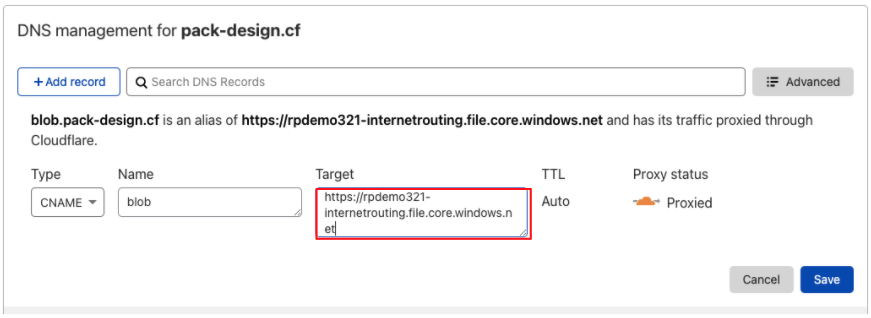 DNS management for pack-design.cf
+ Add record
Search DNS Records
Advanced
blob.pack-design.cf is an alias of https://rpdemo321-internetrouting.file.core.windows.net and has its traffic proxied through
Cloudflare.
Type Name Target TTL Proxy status
CNAME
blob
https://rpdemo321-
internetrouting.file.core.windows.n
et
Auto
Proxied
Cancel
Save